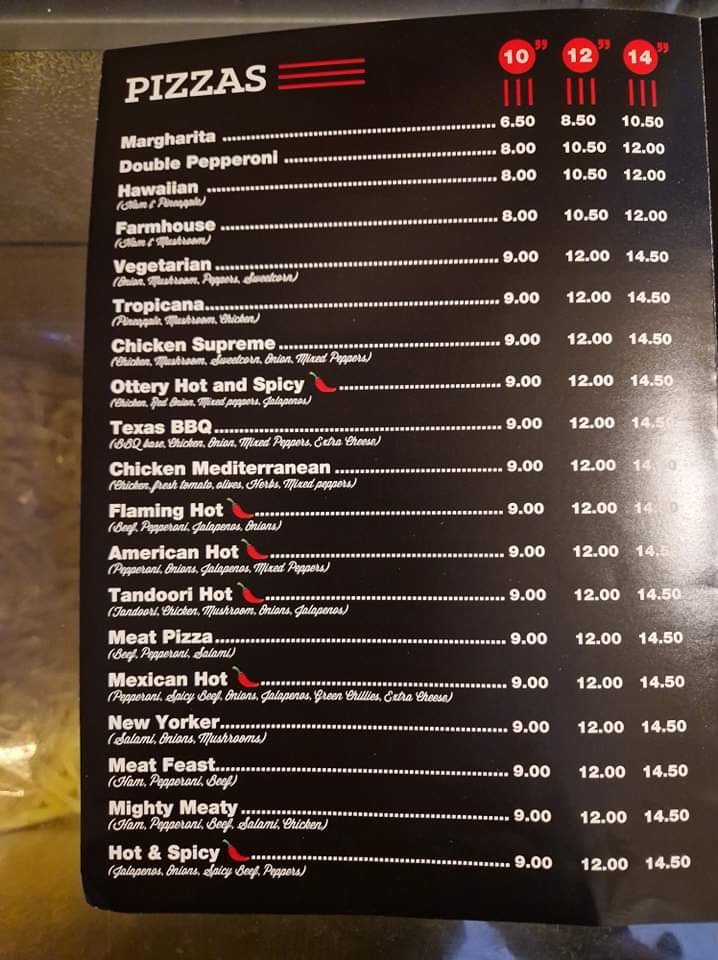 PIZZAS 10” 12” 14”
Margharita 6.50 8.50 10.50
Double Pepperoni 8.00 10.50 12.00
Hawaiian 8.00 10.50 12.00
(Ham & Pineapple)
Farmhouse 8.00 10.50 12.00
(Ham & Mushroom)
Vegetarian 9.00 12.00 14.50
(Onion, Mushroom, Peppers, Sweetcorn)
Tropicana 9.00 12.00 14.50
(Pineapple, Mushroom, Chicken)
Chicken Supreme 9.00 12.00 14.50
(Chicken, Mushroom, Sweetcorn, Onion, Mixed Peppers)
Ottery Hot and Spicy 9.00 12.00 14.50
(Chicken, Red Onion, Mixed peppers, Jalapenos)
Texas BBQ 9.00 12.00 14.50
(BBQ base, Chicken, Onion, Mixed Peppers, Extra Cheese)
Chicken Mediterranean 9.00 12.00
(Chicken, fresh tomato, olives, Herbs, Mixed peppers)
Flaming Hot 9.00 12.00
(Beef, Pepperoni, Jalapenos, Onions)
American Hot 9.00 12.00 14.50
(Pepperoni, Onions, Jalapenos, Mixed Peppers)
Tandoori Hot 9.00 12.00 14.50
(Tandoori, Chicken, Mushroom, Onions, Jalapenos)
Meat Pizza 9.00 12.00 14.50
(Beef, Pepperoni, Salami)
Mexican Hot 9.00 12.00 14.50
(Pepperoni, Spicy Beef, Onions, Jalapenos, Green Chillies, Extra Cheese)
New Yorker 9.00 12.00 14.50
(Salami, Onions, Mushrooms)
Meat Feast 9.00 12.00 14.50
(Ham, Pepperoni, Beef)
Mighty Meaty 9.00 12.00 14.50
(Ham, Pepperoni, Beef, Salami, Chicken)
Hot & Spicy 9.00 12.00 14.50
(Jalapenos, Onions, Spicy Beef, Peppers)